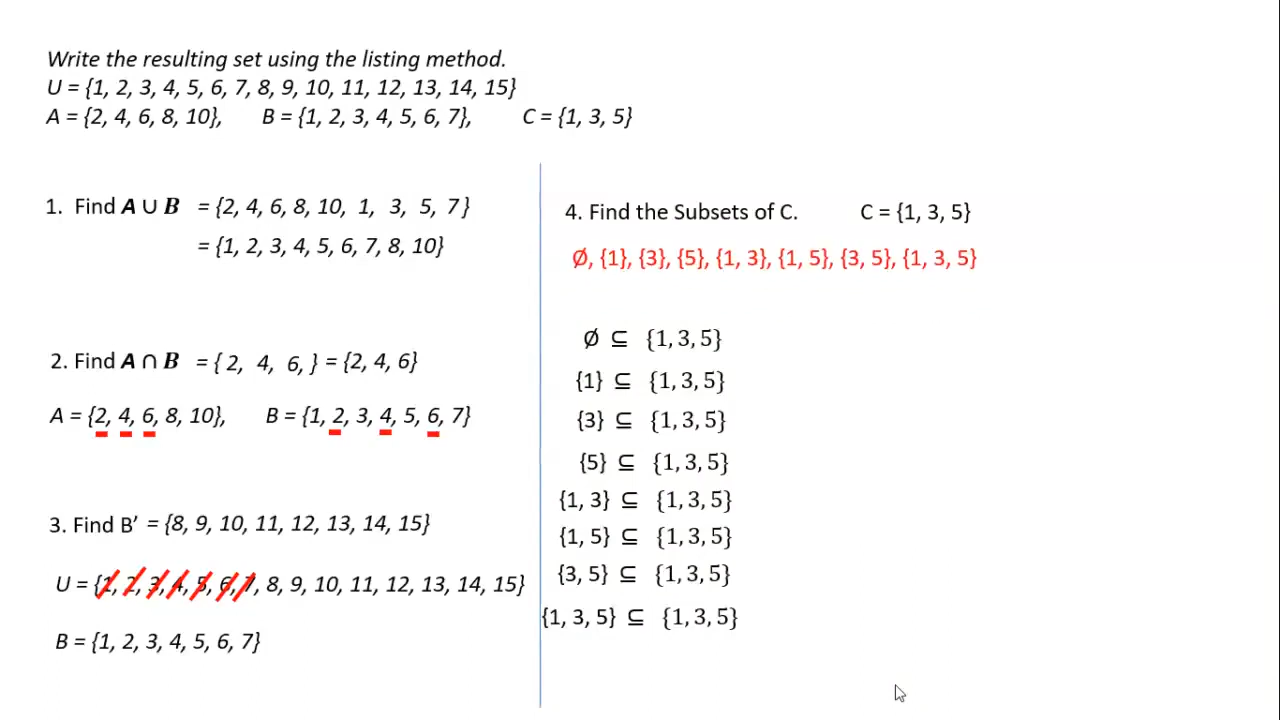 Write the resulting set using the listing method.
U = {1, 2, 3, 4, 5, 6, 7, 8, 9, 10, 11, 12, 13, 14, 15}
A = {2, 4, 6, 8, 10}, B = {1, 2, 3, 4, 5, 6, 7}, C = {1, 3, 5}
1. Find A ∪ B = {2, 4, 6, 8, 10, 1, 3, 5, 7}
= {1, 2, 3, 4, 5, 6, 7, 8, 10}
2. Find A ∩ B = { 2, 4, 6, } = {2, 4, 6}
A = {2, 4, 6, 8, 10}, B = {1, 2, 3, 4, 5, 6, 7}
3. Find B’ = {8, 9, 10, 11, 12, 13, 14, 15}
U = {1, 2, 3, 4, 5, 6, 7, 8, 9, 10, 11, 12, 13, 14, 15}
B = {1, 2, 3, 4, 5, 6, 7}
4. Find the Subsets of C. C = {1, 3, 5}
∅, {1}, {3}, {5}, {1, 3}, {1, 5}, {3, 5}, {1, 3, 5}
∅ ⊆ {1, 3, 5}
{1} ⊆ {1, 3, 5}
{3} ⊆ {1, 3, 5}
{5} ⊆ {1, 3, 5}
{1, 3} ⊆ {1, 3, 5}
{1, 5} ⊆ {1, 3, 5}
{3, 5} ⊆ {1, 3, 5}
{1, 3, 5} ⊆ {1, 3, 5}